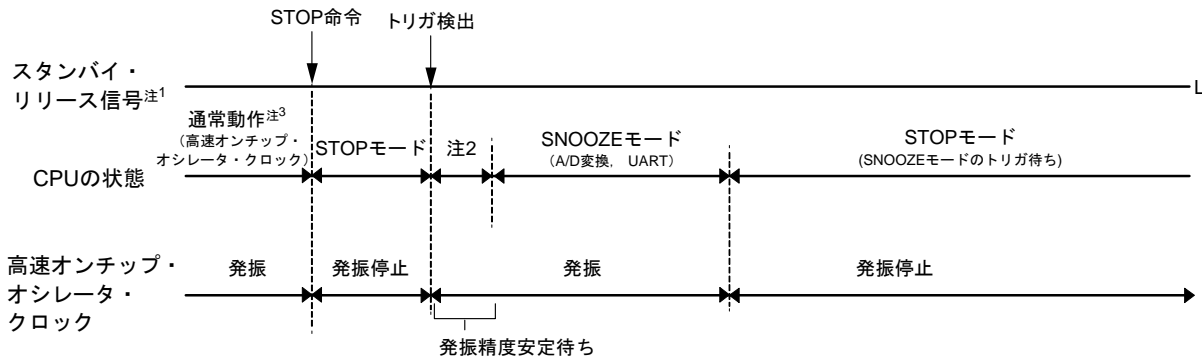 STOP命令
トリガ検出
スタンバイ・
リリース信号注1
L
通常動作注3
（高速オンチップ・
オシレータ・クロック）
STOPモード
注2
SNOOZEモード
（A/D変換， UART）
STOPモード
(SNOOZEモードのトリガ待ち)
CPUの状態
高速オンチップ・
オシレータ・
クロック
発振
発振停止
発振
発振停止
発振精度安定待ち